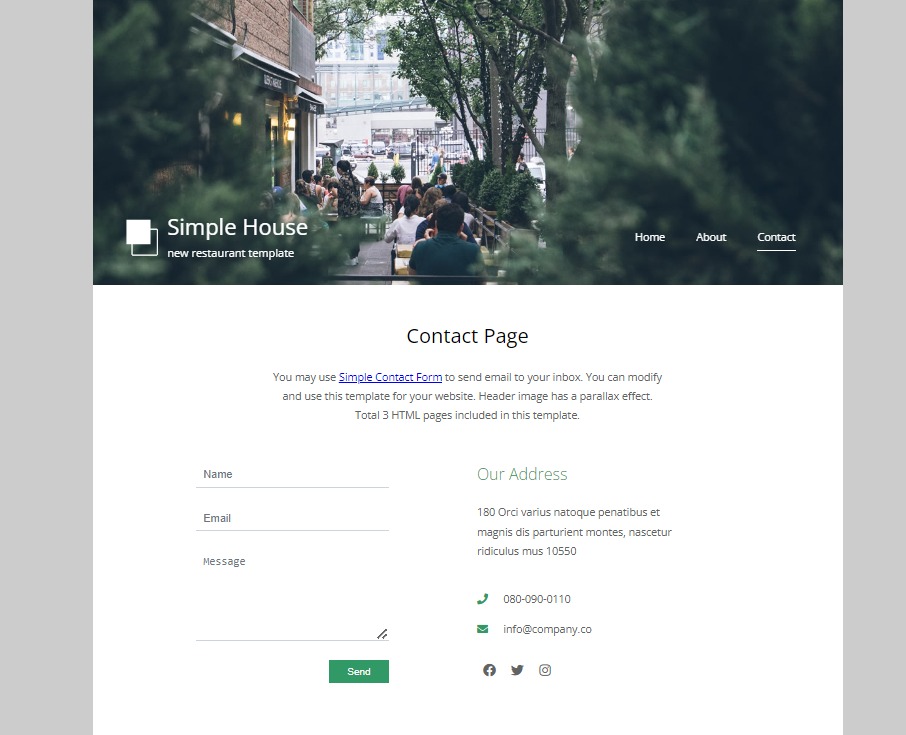 Simple House
new restaurant template
Home About Contact
Contact Page
You may use Simple Contact Form to send email to your inbox. You can modify
and use this template for your website. Header image has a parallax effect.
Total 3 HTML pages included in this template.
Name
Email
Message
Send
Our Address
180 Orci varius natoque penatibus et
magnis dis parturient montes, nascetur
ridiculus mus 10550
080-090-0110
info@company.co